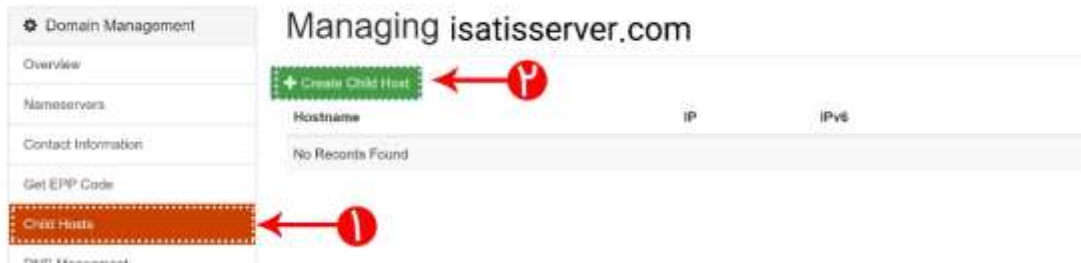 Domain Management
Managing isatisserver.com
Overview
+ Create Child Host
۲
Nameservers
Hostname IP IPv6
Contact Information
No Records Found
Get EPP Code
Child Hosts
۱